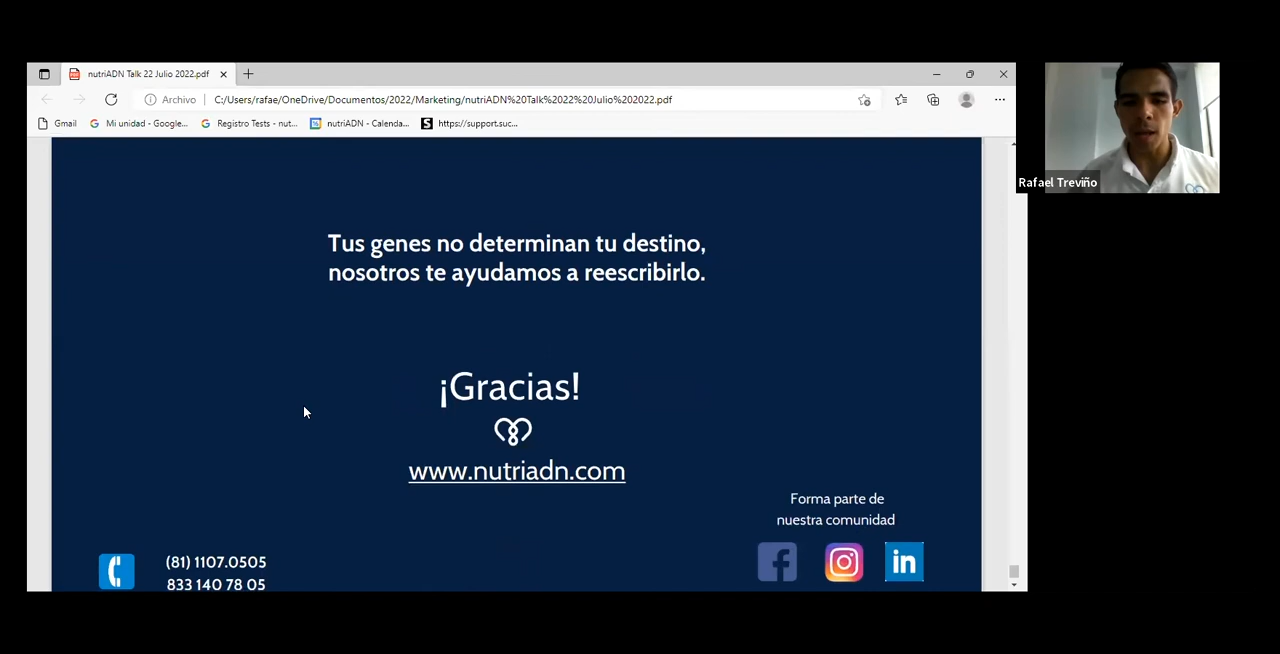 nutriADN Talk 22 Julio 2022.pdf
Archivo
C:/Users/rafae/OneDrive/Documentos/2022/Marketing/nutriADN%20Talk%2022%20Julio%202022.pdf
Gmail
Mi unidad - Google...
Registro Tests - nut...
nutriADN - Calenda...
https://support.suc...
Rafael Treviño
Tus genes no determinan tu destino,
nosotros te ayudamos a reescribirlo.
¡Gracias!
www.nutriadn.com
Forma parte de
nuestra comunidad
(81) 1107.0505
833 140 78 05